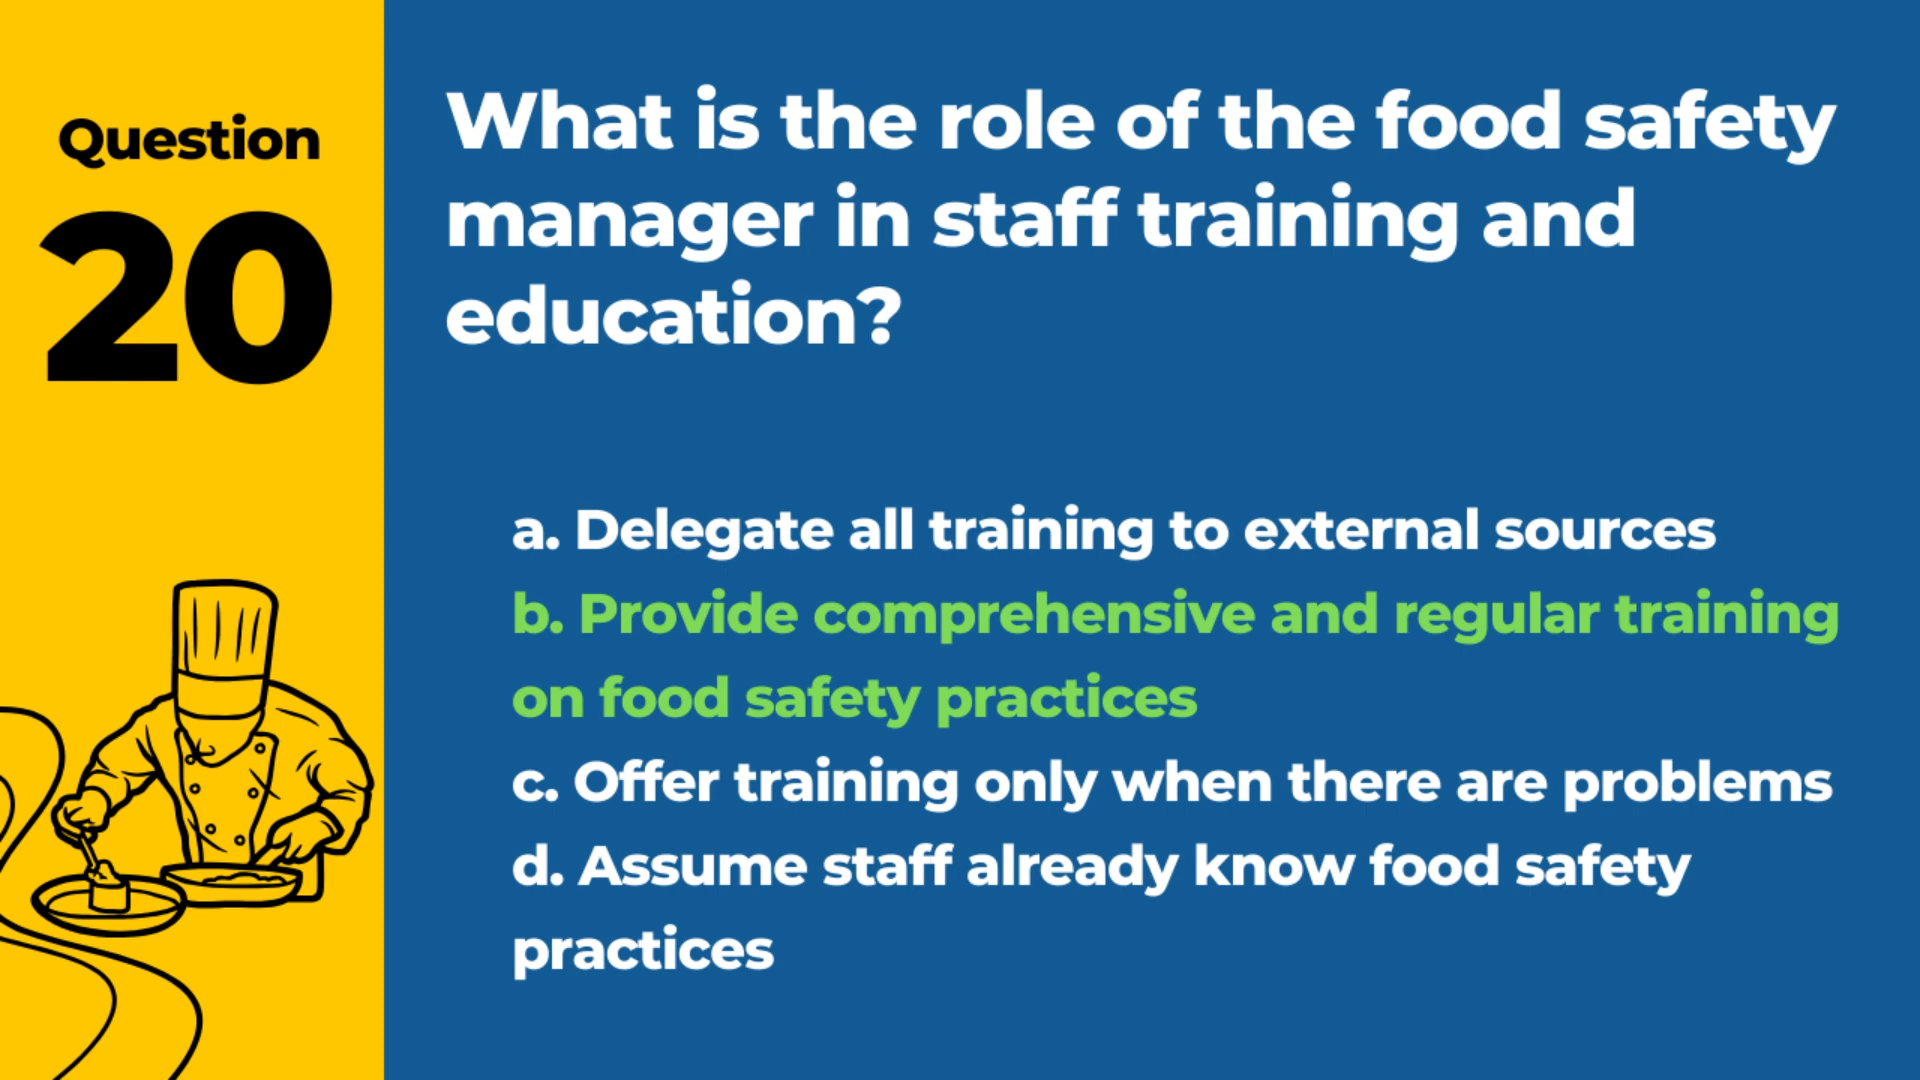 Question
20
What is the role of the food safety
manager in staff training and
education?
a. Delegate all training to external sources
b. Provide comprehensive and regular training
on food safety practices
c. Offer training only when there are problems
d. Assume staff already know food safety
practices